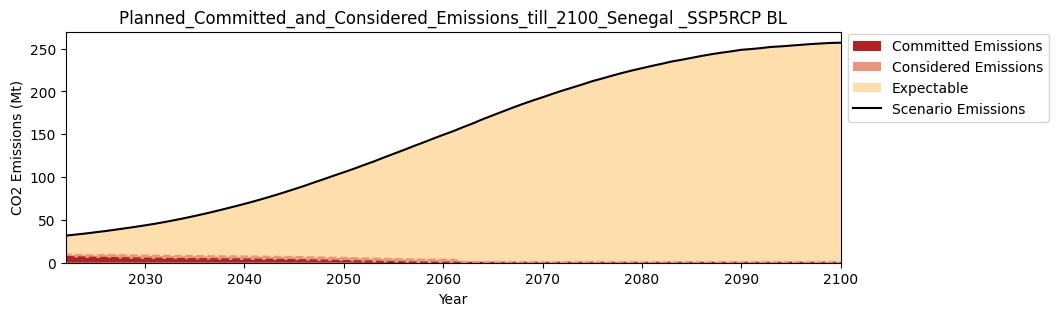 Planned_Committed_and_Considered_Emissions_till_2100_Senegal _SSP5RCP BL
CO2 Emissions (Mt)
250
200
150
100
50
0
2030 2040 2050 2060 2070 2080 2090 2100
Year
Committed Emissions
Considered Emissions
Expectable
Scenario Emissions